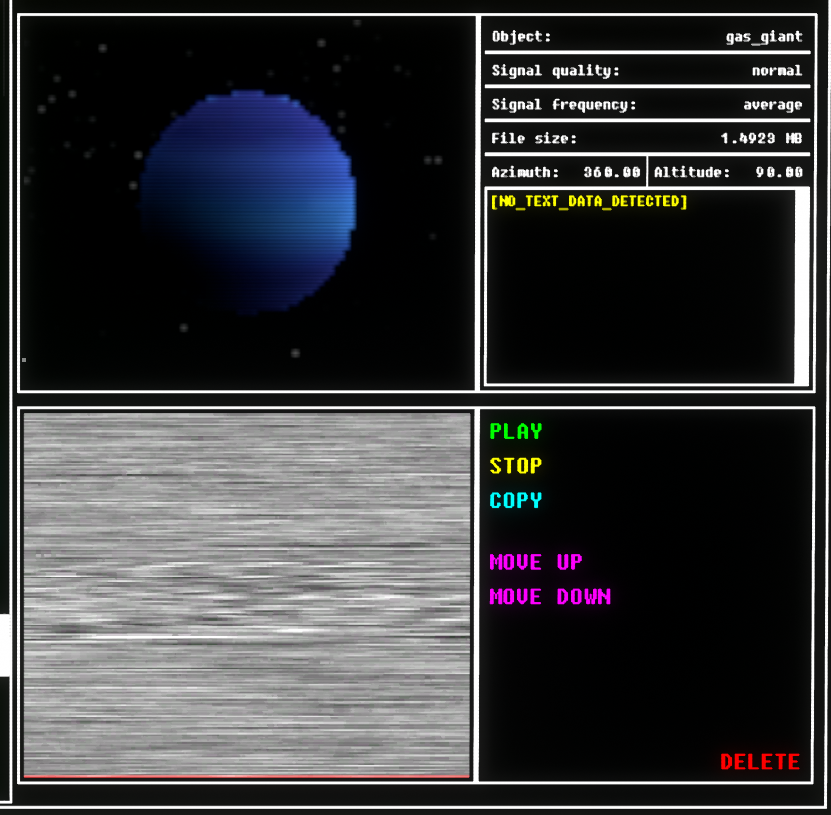 Object: gas_giant
Signal quality: normal
Signal frequency: average
File size: 1.4923 MB
Azimuth: 360.00 Altitude: 90.00
[NO_TEXT_DATA_DETECTED]
PLAY
STOP
COPY
MOVE UP
MOVE DOWN
DELETE